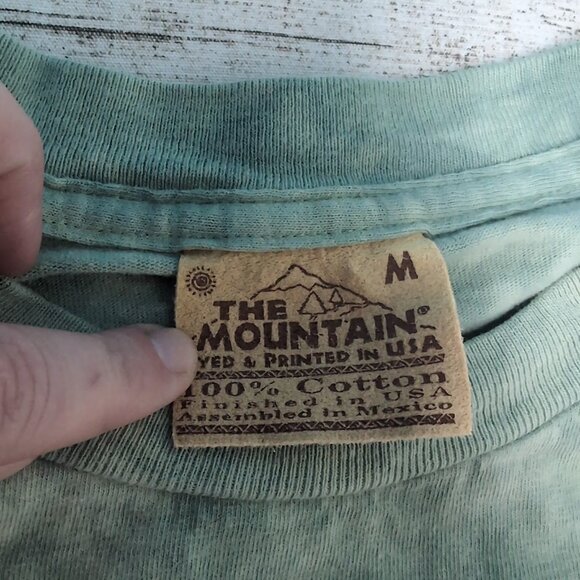 M
THE
MOUNTAIN®
YED & PRINTED IN USA
100% Cotton
Finished in USA
Assembled in Mexico